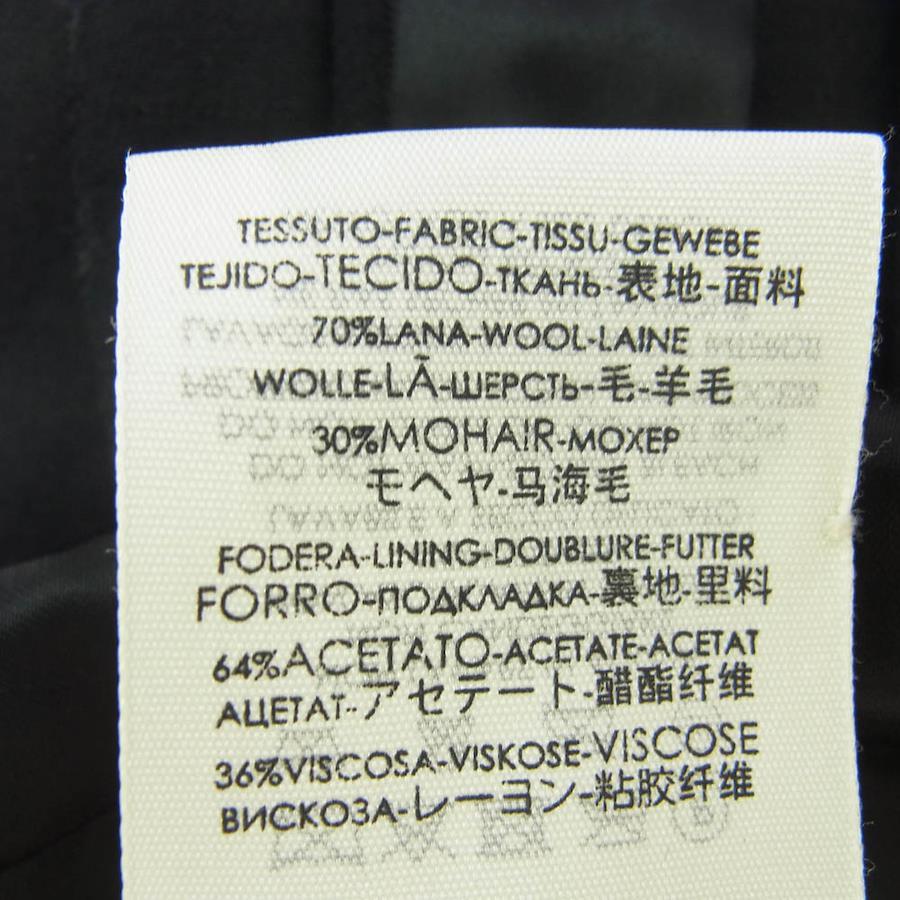 TESSUTO-FABRIC-TISSU-GEWEBE
TEJIDO-TECIDO-ТКАНЬ-表地-面料
70%LANA-WOOL-LAINE
WOLLE-LÃ-ШЕРСТЬ-毛-羊毛
30%MOHAIR-МОХЕР
モヘヤ-马海毛
FODERA-LINING-DOUBLURE-FUTTER
FORRO-ПОДКЛАДКА-裏地-里料
64%ACETATO-ACETATE-ACETAT
АЦЕТАТ-アセテート-醋酯纤维
36%VISCOSA-VISKOSE-VISCOSE
ВИСКОЗА-レーヨン-粘胶纤维